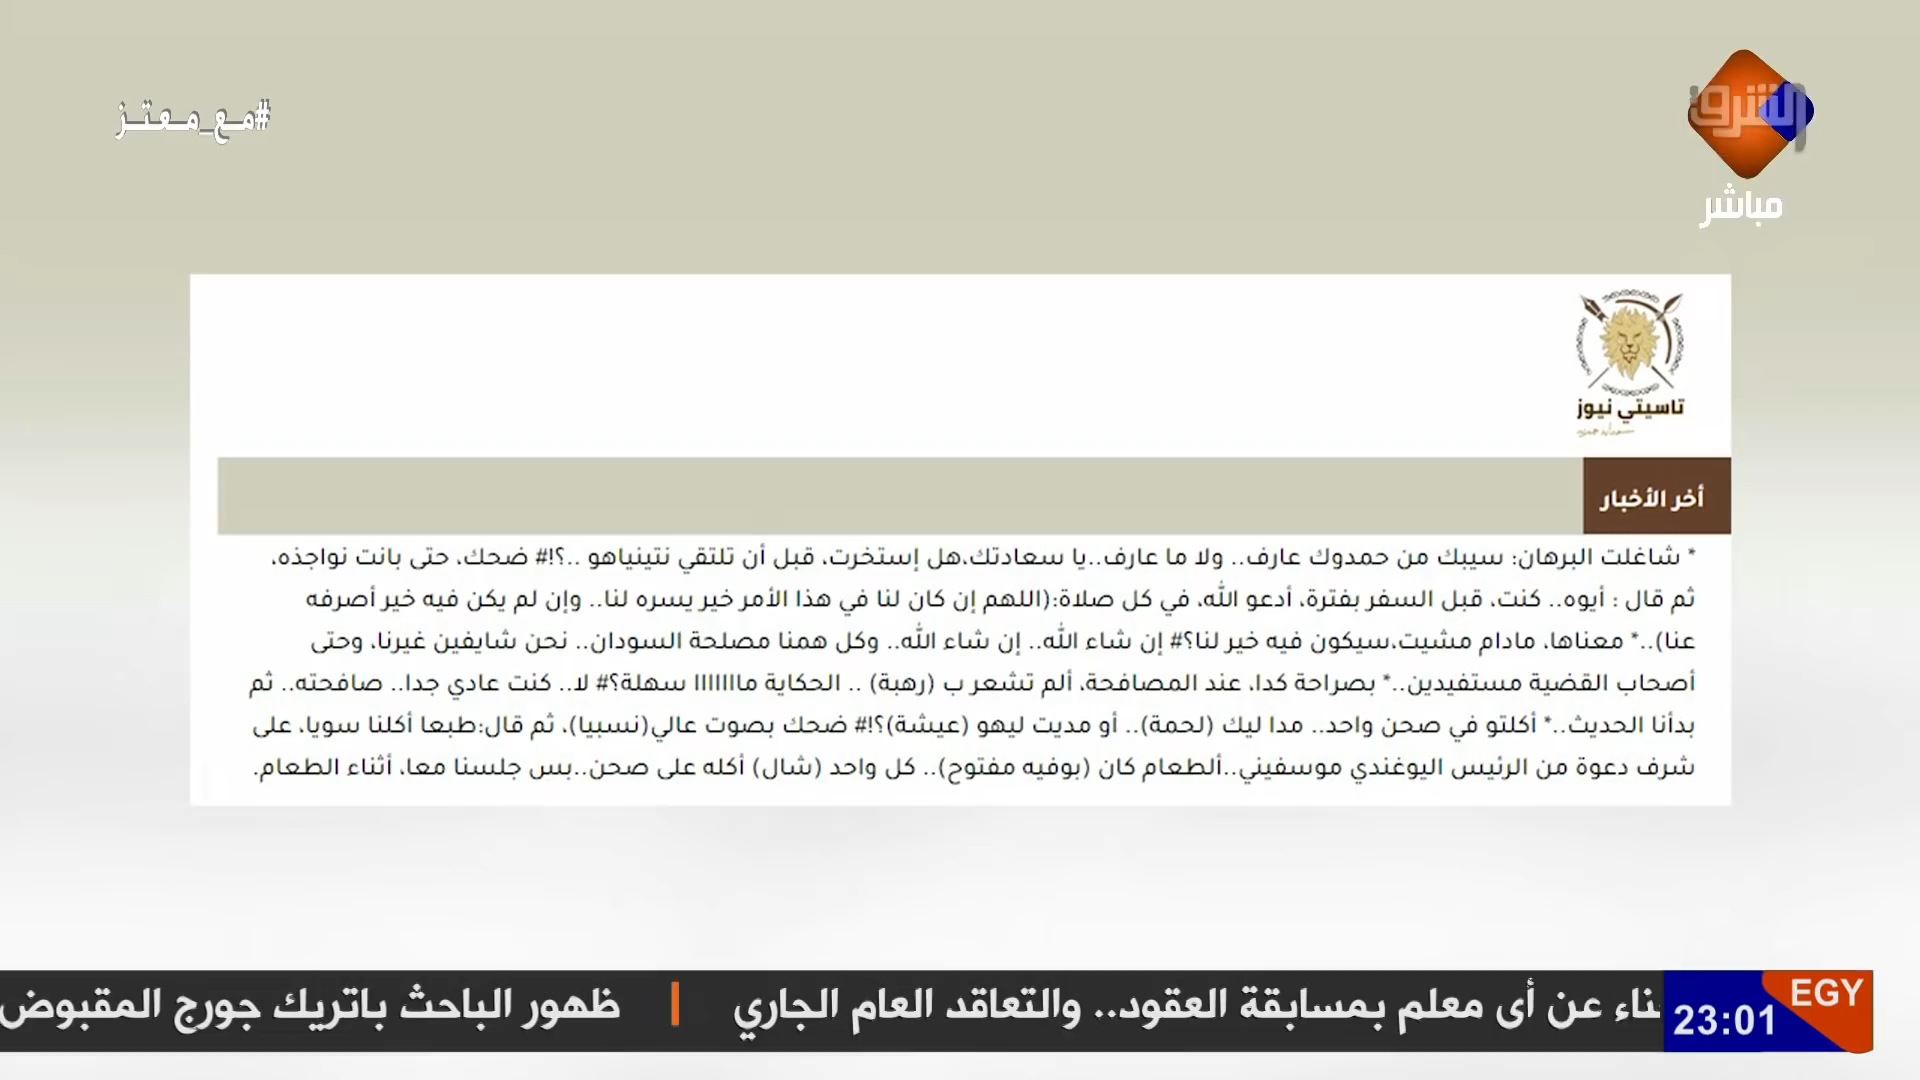 #مـع_مـعـتـز
الشرق
مباشر
تاسيتي نيوز
أخر الأخبار
* شاغلت البرهان: سيبك من حمدوك عارف.. ولا ما عارف..يا سعادتك،هل إستخرت، قبل أن تلتقي نتينياهو ..؟!# ضحك، حتى بانت نواجذه،
ثم قال : أيوه.. كنت، قبل السفر بفترة، أدعو الله، في كل صلاة:(اللهم إن كان لنا في هذا الأمر خير يسره لنا.. وإن لم يكن فيه خير أصرفه
عنا)..* معناها، مادام مشيت،سيكون فيه خير لنا؟# إن شاء الله.. إن شاء الله.. وكل همنا مصلحة السودان.. نحن شايفين غيرنا، وحتى
أصحاب القضية مستفيدين..* بصراحة كدا، عند المصافحة، ألم تشعر ب (رهبة) .. الحكاية مااااااا سهلة؟# لا.. كنت عادي جدا.. صافحته.. ثم
بدأنا الحديث..* أكلتو في صحن واحد.. مدا ليك (لحمة).. أو مديت ليهو (عيشة)؟!# ضحك بصوت عالي(نسبيا)، ثم قال:طبعا أكلنا سويا، على
شرف دعوة من الرئيس اليوغندي موسفيني..ألطعام كان (بوفيه مفتوح).. كل واحد (شال) أكله على صحن..بس جلسنا معا، أثناء الطعام.
عن أى معلم بمسابقة العقود.. والتعاقد العام الجاري | ظهور الباحث باتريك جورج المقبوض
EGY
23:01